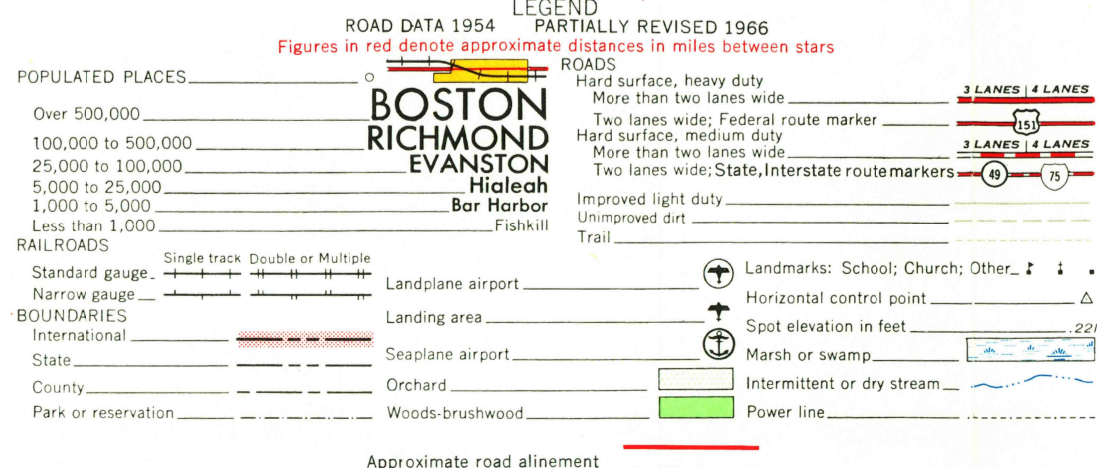 LEGEND
ROAD DATA 1954 PARTIALLY REVISED 1966
Figures in red denote approximate distances in miles between stars
POPULATED PLACES
Over 500,000 BOSTON
100,000 to 500,000 RICHMOND
25,000 to 100,000 EVANSTON
5,000 to 25,000 Hialeah
1,000 to 5,000 Bar Harbor
Less than 1,000 Fishkill
RAILROADS
Single track Double or Multiple
Standard gauge
Narrow gauge
BOUNDARIES
International
State
County
Park or reservation
ROADS
Hard surface, heavy duty
More than two lanes wide 3 LANES | 4 LANES
Two lanes wide; Federal route marker 151
Hard surface, medium duty
More than two lanes wide 3 LANES | 4 LANES
Two lanes wide; State, Interstate route markers 49 75
Improved light duty
Unimproved dirt
Trail
Landplane airport
Landing area
Seaplane airport
Orchard
Woods-brushwood
Landmarks: School; Church; Other
Horizontal control point
Spot elevation in feet .221
Marsh or swamp
Intermittent or dry stream
Power line
Approximate road alinement